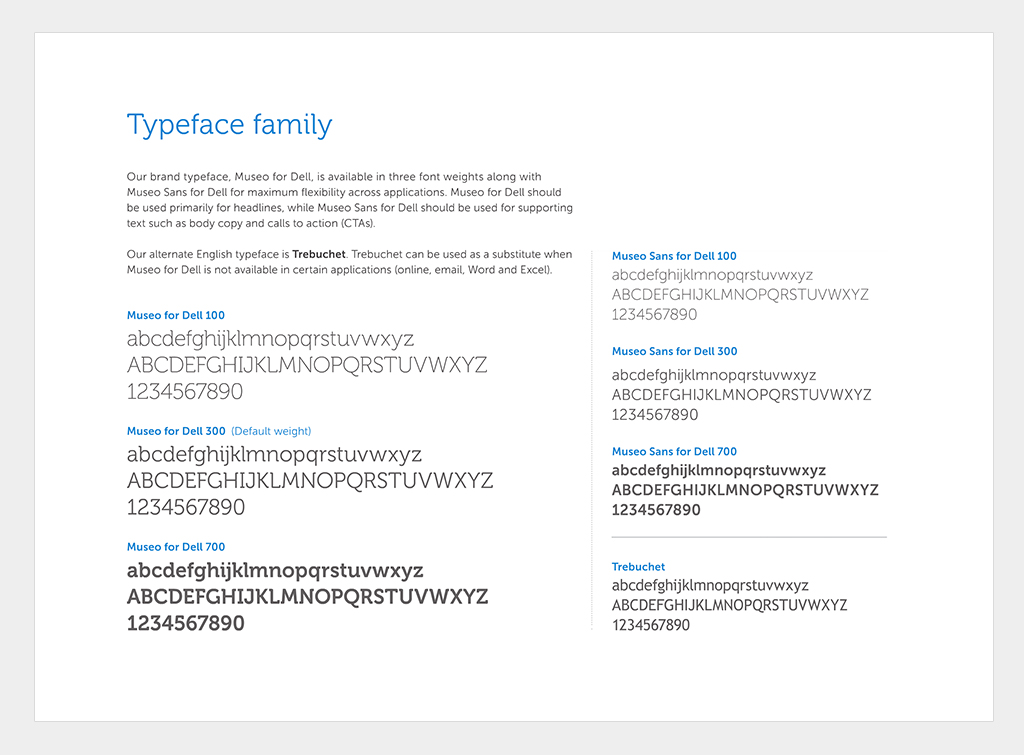 Typeface family
Our brand typeface, Museo for Dell, is available in three font weights along with
Museo Sans for Dell for maximum flexibility across applications. Museo for Dell should
be used primarily for headlines, while Museo Sans for Dell should be used for supporting
text such as body copy and calls to action (CTAs).
Our alternate English typeface is Trebuchet. Trebuchet can be used as a substitute when
Museo for Dell is not available in certain applications (online, email, Word and Excel).
Museo for Dell 100
abcdefghijklmnopqrstuvwxyz
ABCDEFGHIJKLMNOPQRSTUVWXYZ
1234567890
Museo for Dell 300 (Default weight)
abcdefghijklmnopqrstuvwxyz
ABCDEFGHIJKLMNOPQRSTUVWXYZ
1234567890
Museo for Dell 700
abcdefghijklmnopqrstuvwxyz
ABCDEFGHIJKLMNOPQRSTUVWXYZ
1234567890
Museo Sans for Dell 100
abcdefghijklmnopqrstuvwxyz
ABCDEFGHIJKLMNOPQRSTUVWXYZ
1234567890
Museo Sans for Dell 300
abcdefghijklmnopqrstuvwxyz
ABCDEFGHIJKLMNOPQRSTUVWXYZ
1234567890
Museo Sans for Dell 700
abcdefghijklmnopqrstuvwxyz
ABCDEFGHIJKLMNOPQRSTUVWXYZ
1234567890
Trebuchet
abcdefghijklmnopqrstuvwxyz
ABCDEFGHIJKLMNOPQRSTUVWXYZ
1234567890